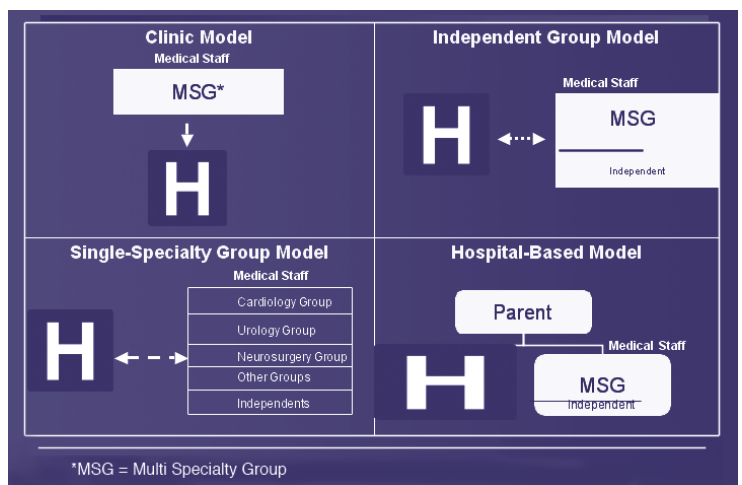 Clinic Model
Medical Staff
MSG*
H
Independent Group Model
Medical Staff
H
MSG
Independent
Single-Specialty Group Model
Medical Staff
H
Cardiology Group
Urology Group
Neurosurgery Group
Other Groups
Independents
Hospital-Based Model
Parent
Medical Staff
H
MSG
Independent
*MSG = Multi Specialty Group